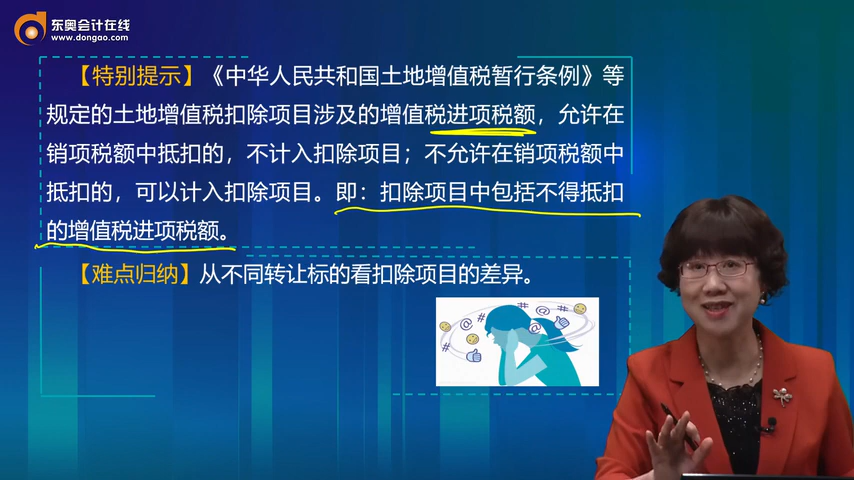 东奥会计在线
www.dongao.com
【特别提示】《中华人民共和国土地增值税暂行条例》等
规定的土地增值税扣除项目涉及的增值税进项税额，允许在
销项税额中抵扣的，不计入扣除项目；不允许在销项税额中
抵扣的，可以计入扣除项目。即：扣除项目中包括不得抵扣
的增值税进项税额。
【难点归纳】从不同转让标的看扣除项目的差异。